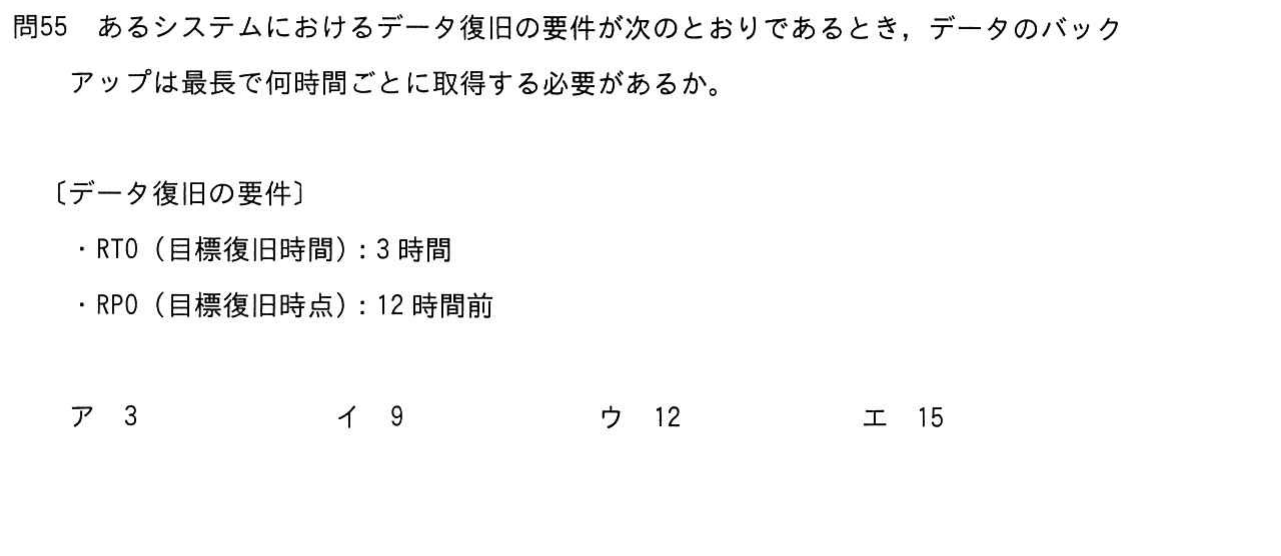 問55　あるシステムにおけるデータ復旧の要件が次のとおりであるとき，データのバック
アップは最長で何時間ごとに取得する必要があるか。
〔データ復旧の要件〕
・RTO（目標復旧時間）：3 時間
・RPO（目標復旧時点）：12 時間前
ア　3　イ　9　ウ　12　エ　15